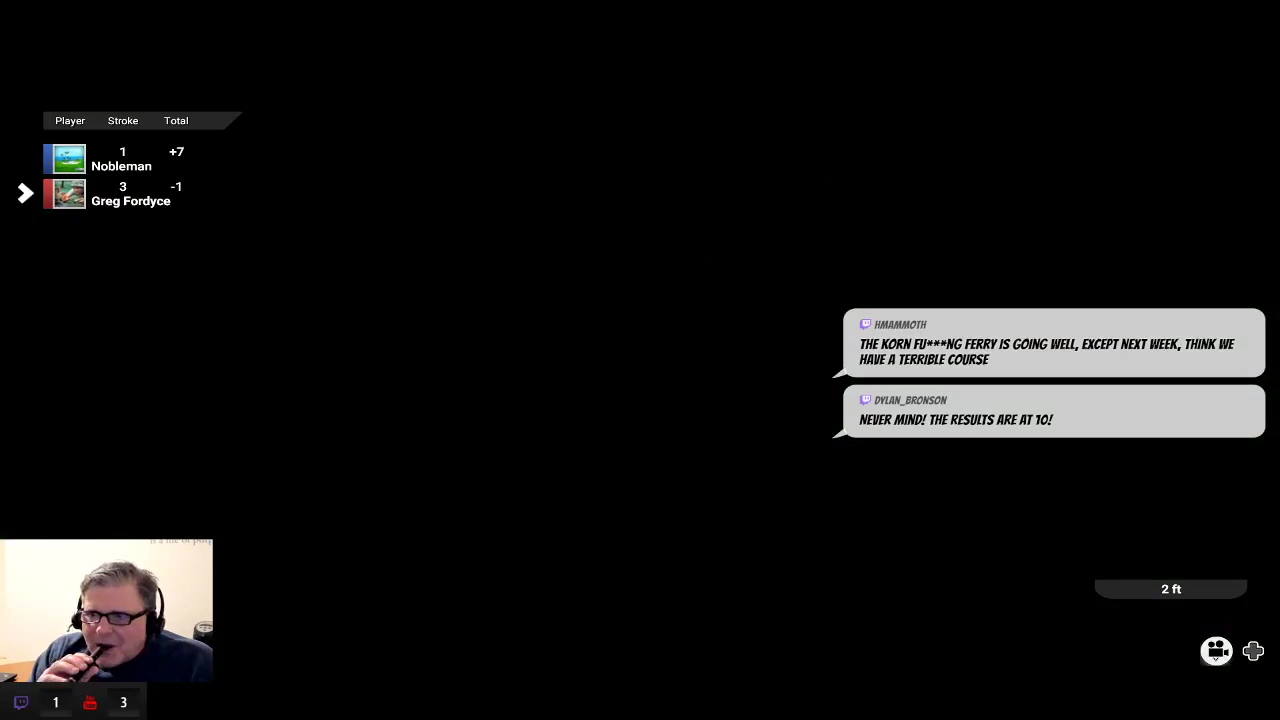 Player Stroke Total
1 +7
Nobleman
3 -1
Greg Fordyce
HMAMMOTH
THE KORN FU***NG FERRY IS GOING WELL, EXCEPT NEXT WEEK, THINK WE
HAVE A TERRIBLE COURSE
DYLAN_BRONSON
NEVER MIND! THE RESULTS ARE AT 10!
2 ft
1 3